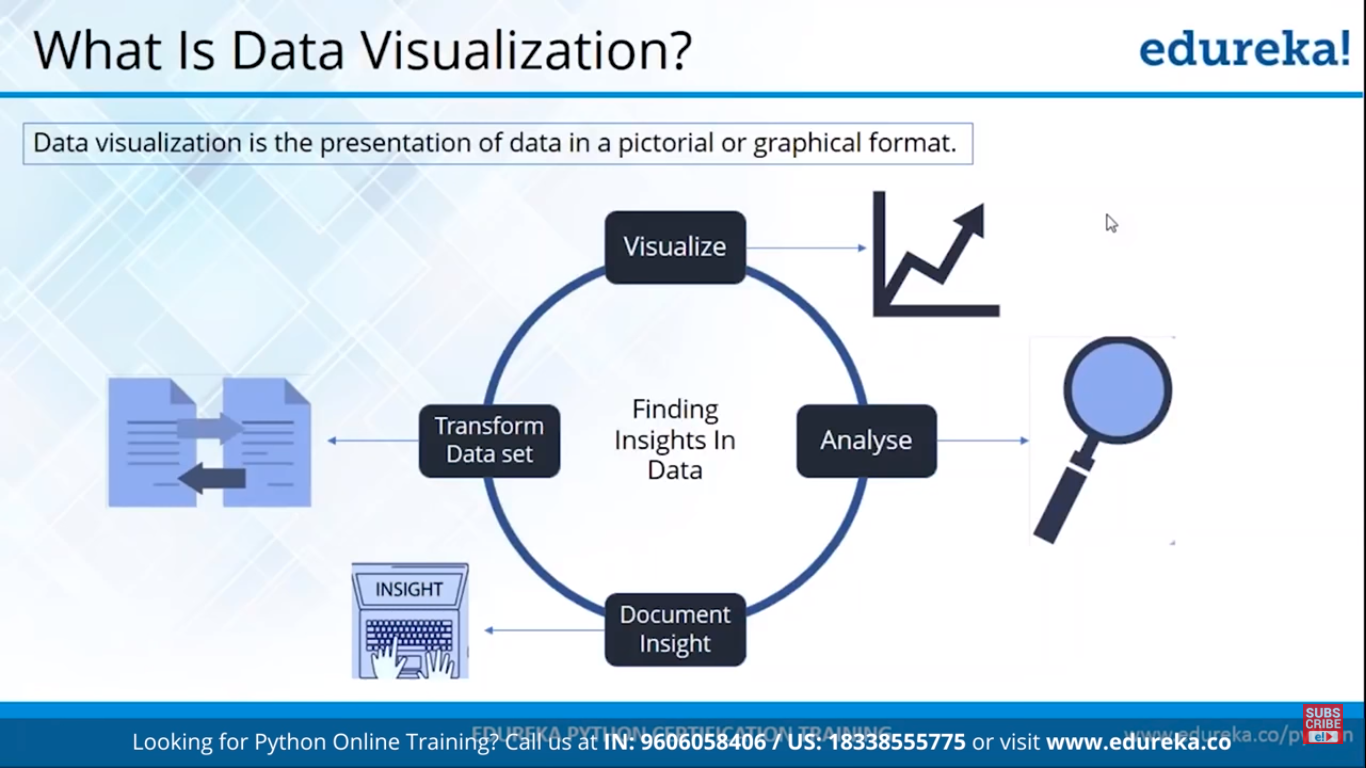 What Is Data Visualization?
edureka!
Data visualization is the presentation of data in a pictorial or graphical format.
Visualize
Transform
Data set
Finding
Insights In
Data
Analyse
INSIGHT
Document
Insight
EDUREKA PYTHON CERTIFICATION TRAINING
www.edureka.co/python
Looking for Python Online Training? Call us at IN: 9606058406 / US: 18338555775 or visit www.edureka.co
SUBS
CRIBE
e!